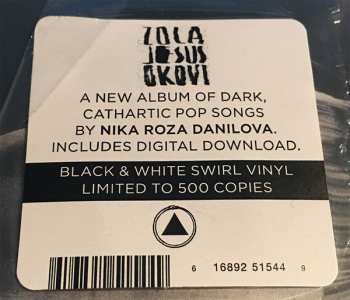 ZOLA
JESUS
OKOVI
A NEW ALBUM OF DARK,
CATHARTIC POP SONGS
BY NIKA ROZA DANILOVA.
INCLUDES DIGITAL DOWNLOAD.
BLACK & WHITE SWIRL VINYL
LIMITED TO 500 COPIES
6 16892 51544 9